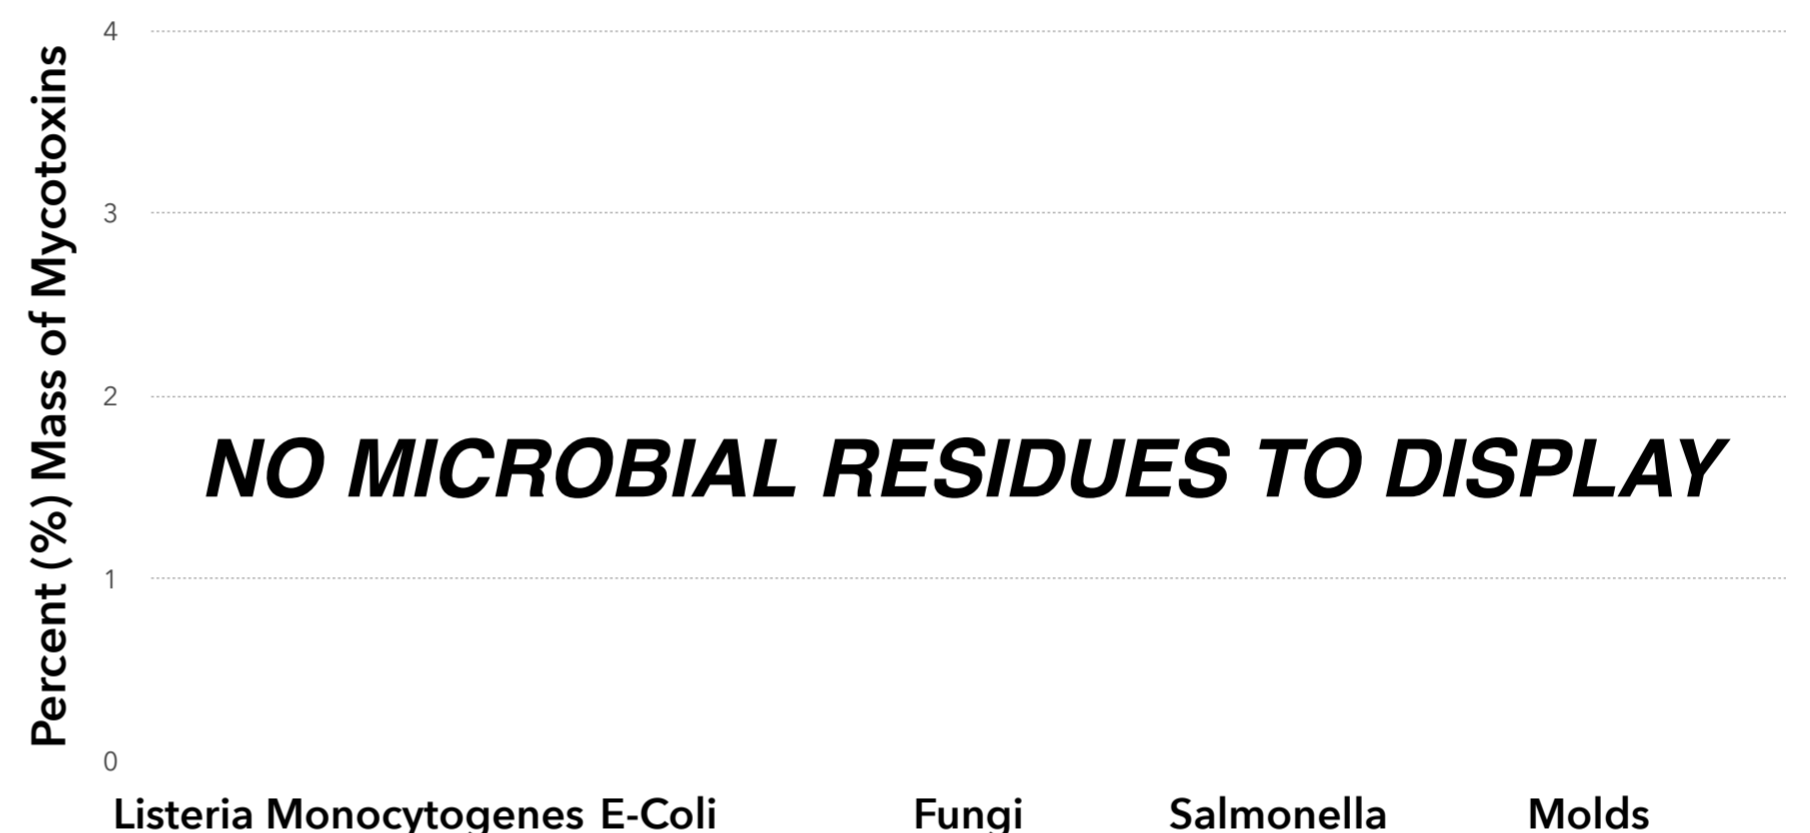 Percent (%) Mass of Mycotoxins
4
3
2
NO MICROBIAL RESIDUES TO DISPLAY
1
0
Listeria Monocytogenes E-Coli Fungi Salmonella Molds